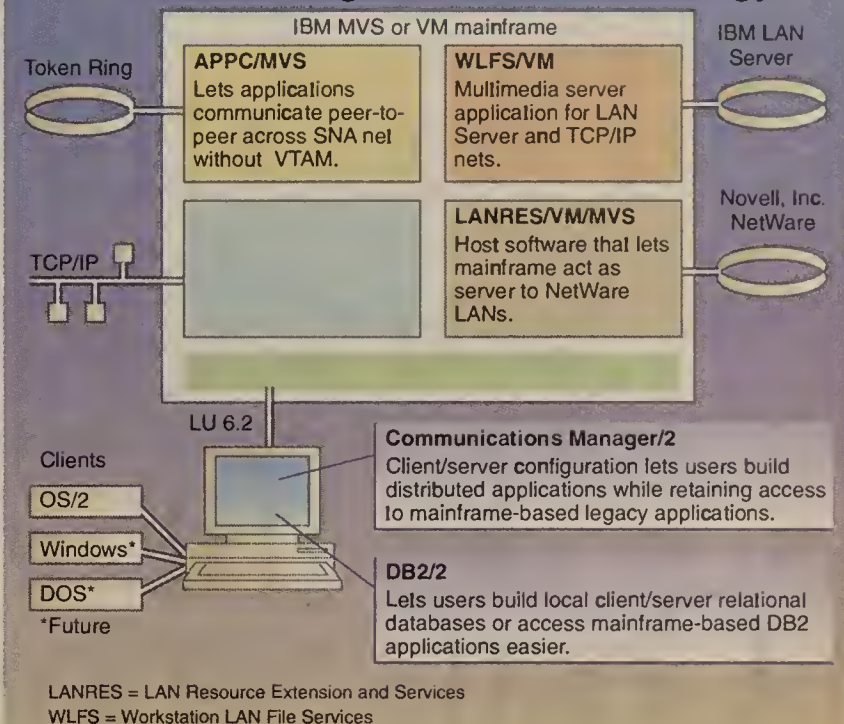 IBM MVS or VM mainframe
IBM LAN
Server
Token Ring
APPC/MVS
Lets applications
communicate peer-to-
peer across SNA net
without VTAM.
WLFS/VM
Multimedia server
application for LAN
Server and TCP/IP
nets.
Novell, Inc.
NetWare
TCP/IP
LANRES/VM/MVS
Host software that lets
mainframe act as
server to NetWare
LANs.
LU 6.2
Clients
OS/2
Windows*
DOS*
*Future
Communications Manager/2
Client/server configuration lets users build
distributed applications while retaining access
to mainframe-based legacy applications.
DB2/2
Lets users build local client/server relational
databases or access mainframe-based DB2
applications easier.
LANRES = LAN Resource Extension and Services
WLFS = Workstation LAN File Services